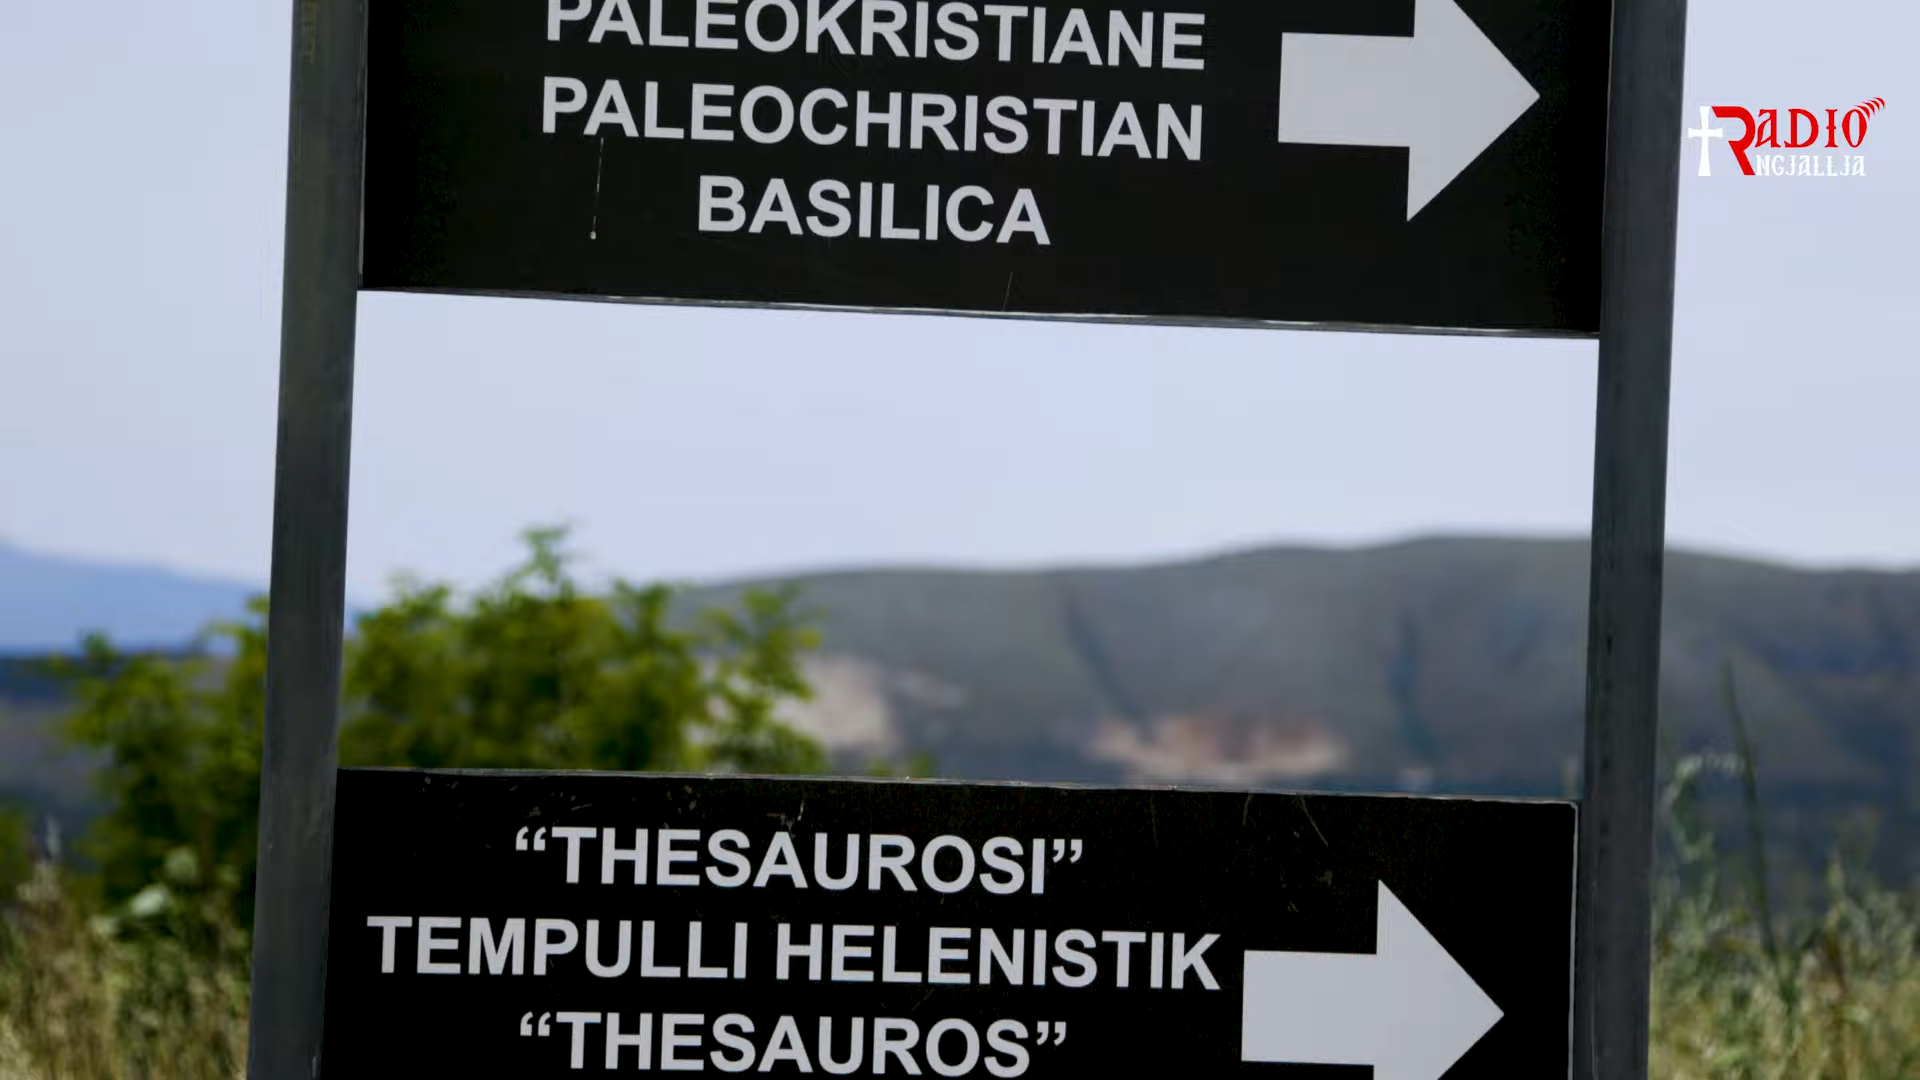 PALEOKRISTIANE
PALEOCHRISTIAN
BASILICA
RADIO
NGJALLJA
“THESAUROSI”
TEMPULLI HELENISTIK
“THESAUROS”